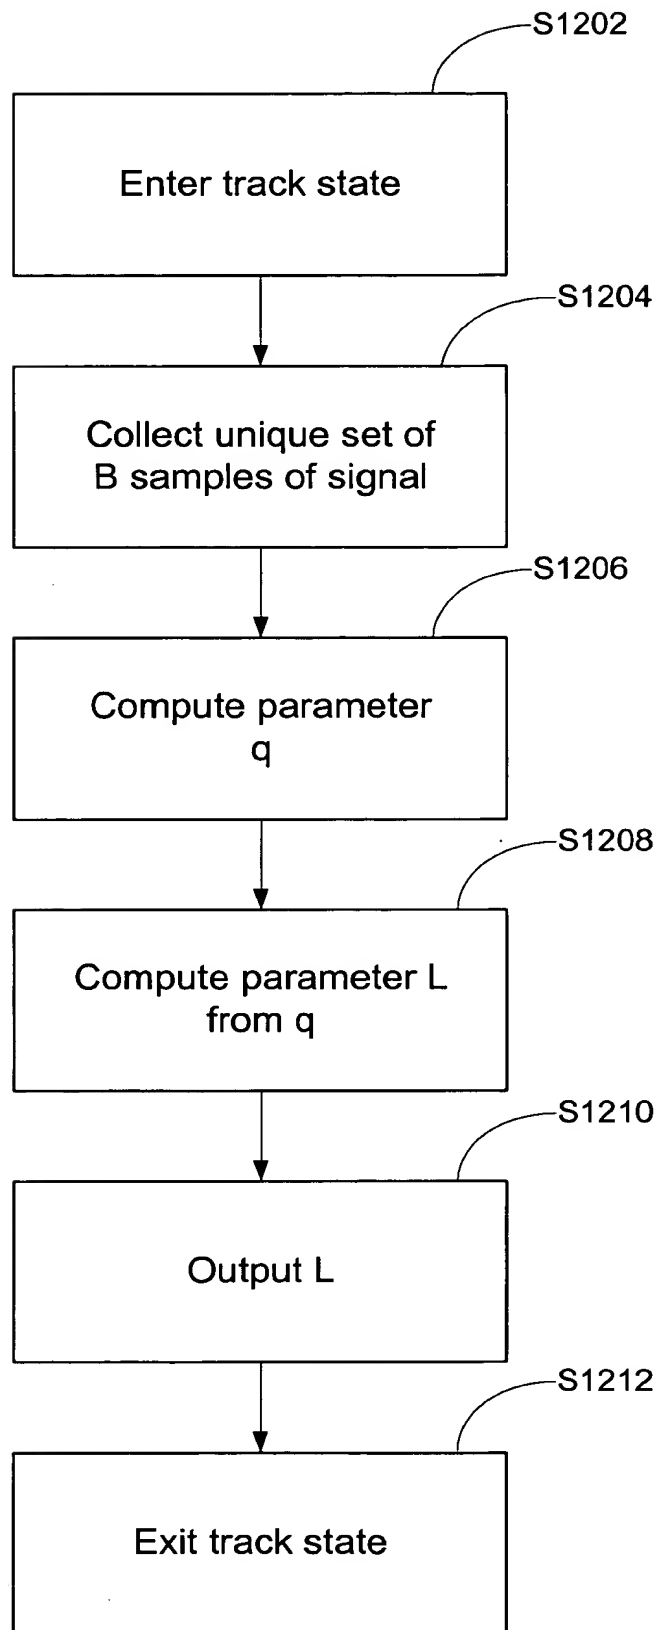 S1202
Enter track state
S1204
Collect unique set of
B samples of signal
S1206
Compute parameter
q
S1208
Compute parameter L
from q
S1210
Output L
S1212
Exit track state